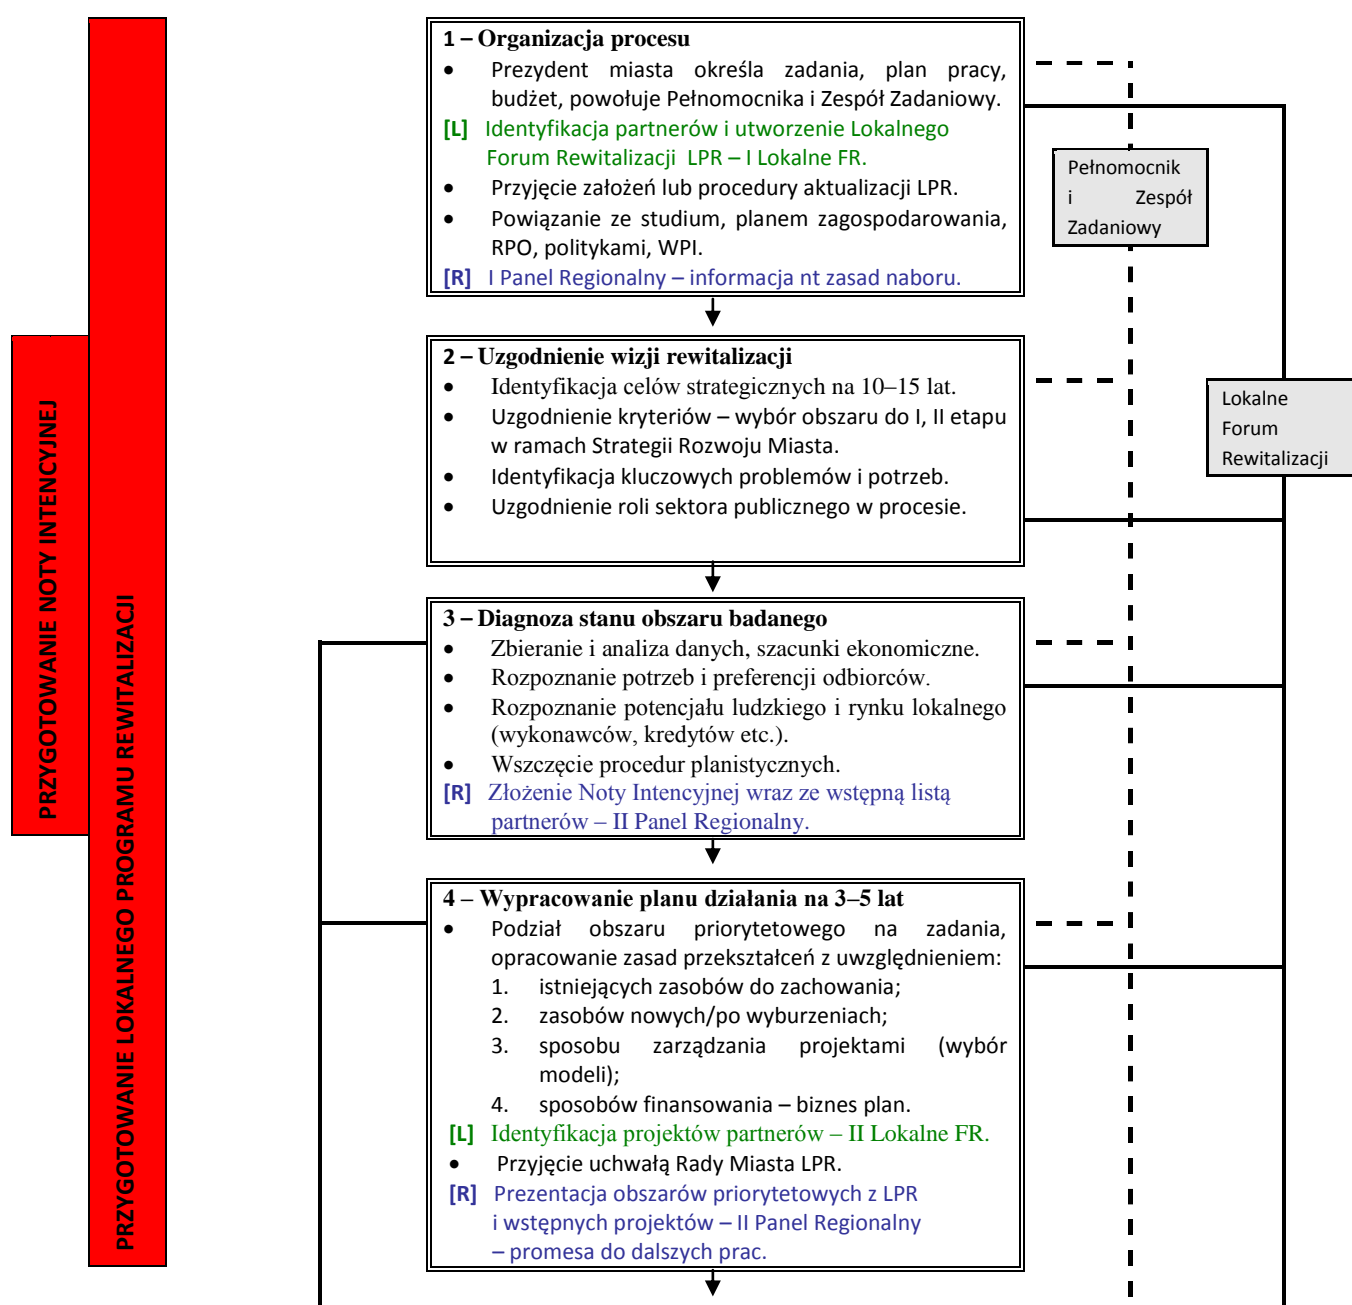 1 – Organizacja procesu
• Prezydent miasta określa zadania, plan pracy,
budżet, powołuje Pełnomocnika i Zespół Zadaniowy.
[L] Identyfikacja partnerów i utworzenie Lokalnego
Forum Rewitalizacji LPR – I Lokalne FR.
• Przyjęcie założeń lub procedury aktualizacji LPR.
• Powiązanie ze studium, planem zagospodarowania,
RPO, politykami, WPI.
[R] I Panel Regionalny – informacja nt zasad naboru.
Pełnomocnik
i Zespół
Zadaniowy
2 – Uzgodnienie wizji rewitalizacji
• Identyfikacja celów strategicznych na 10–15 lat.
• Uzgodnienie kryteriów – wybór obszaru do I, II etapu
w ramach Strategii Rozwoju Miasta.
• Identyfikacja kluczowych problemów i potrzeb.
• Uzgodnienie roli sektora publicznego w procesie.
Lokalne
Forum
Rewitalizacji
3 – Diagnoza stanu obszaru badanego
• Zbieranie i analiza danych, szacunki ekonomiczne.
• Rozpoznanie potrzeb i preferencji odbiorców.
• Rozpoznanie potencjału ludzkiego i rynku lokalnego
(wykonawców, kredytów etc.).
• Wszczęcie procedur planistycznych.
[R] Złożenie Noty Intencyjnej wraz ze wstępną listą
partnerów – II Panel Regionalny.
4 – Wypracowanie planu działania na 3–5 lat
• Podział obszaru priorytetowego na zadania,
opracowanie zasad przekształceń z uwzględnieniem:
1. istniejących zasobów do zachowania;
2. zasobów nowych/po wyburzeniach;
3. sposobu zarządzania projektami (wybór
modeli);
4. sposobów finansowania – biznes plan.
[L] Identyfikacja projektów partnerów – II Lokalne FR.
• Przyjęcie uchwałą Rady Miasta LPR.
[R] Prezentacja obszarów priorytetowych z LPR
i wstępnych projektów – II Panel Regionalny
– promesa do dalszych prac.
PRZYGOTOWANIE NOTY INTENCYJNEJ
PRZYGOTOWANIE LOKALNEGO PROGRAMU REWITALIZACJI